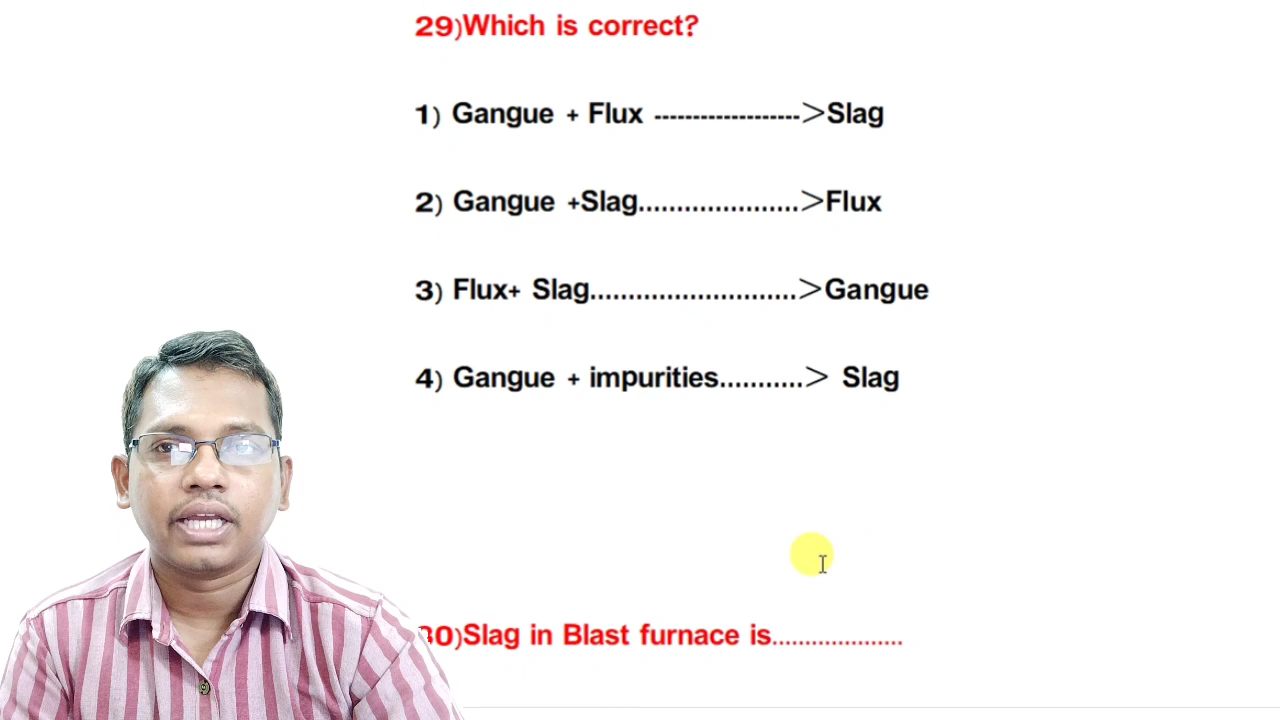 29)Which is correct?
1) Gangue + Flux ------------------->Slag
2) Gangue +Slag.....................>Flux
3) Flux+ Slag...........................>Gangue
4) Gangue + impurities...........> Slag
30)Slag in Blast furnace is....................